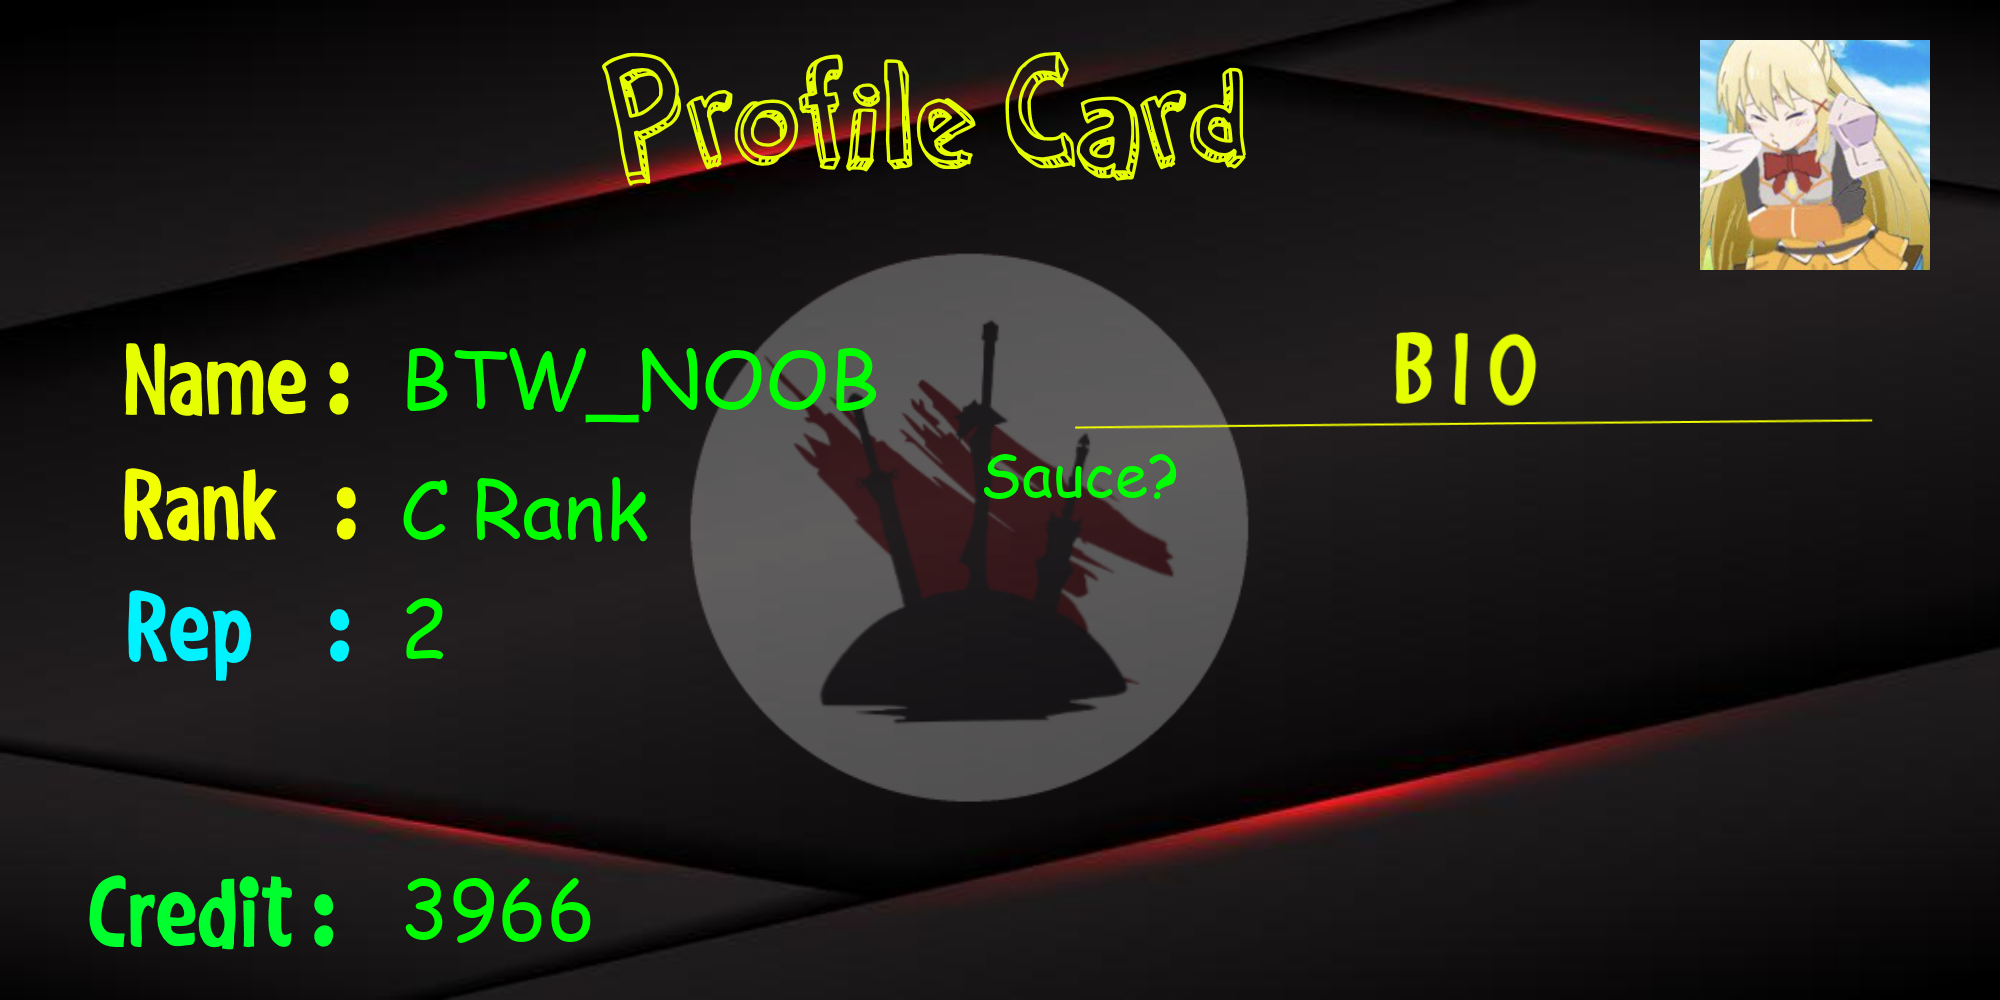 Profile Card
Name : BTW_NOOB
Rank : C Rank
Rep : 2
Credit : 3966
BIO
Sauce?